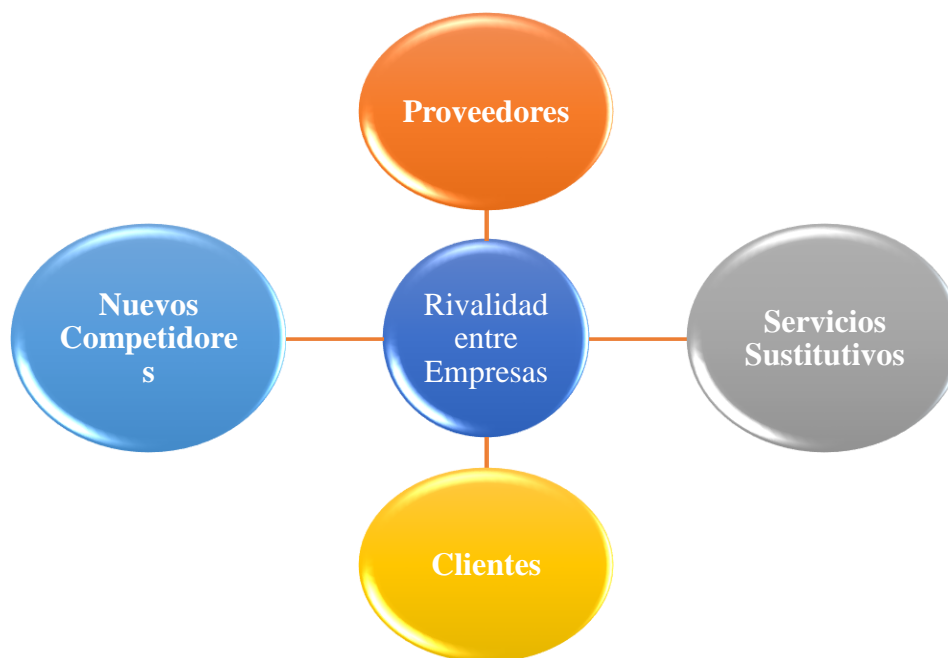 Proveedores
Nuevos
Competidore
s
Rivalidad
entre
Empresas
Servicios
Sustitutivos
Clientes